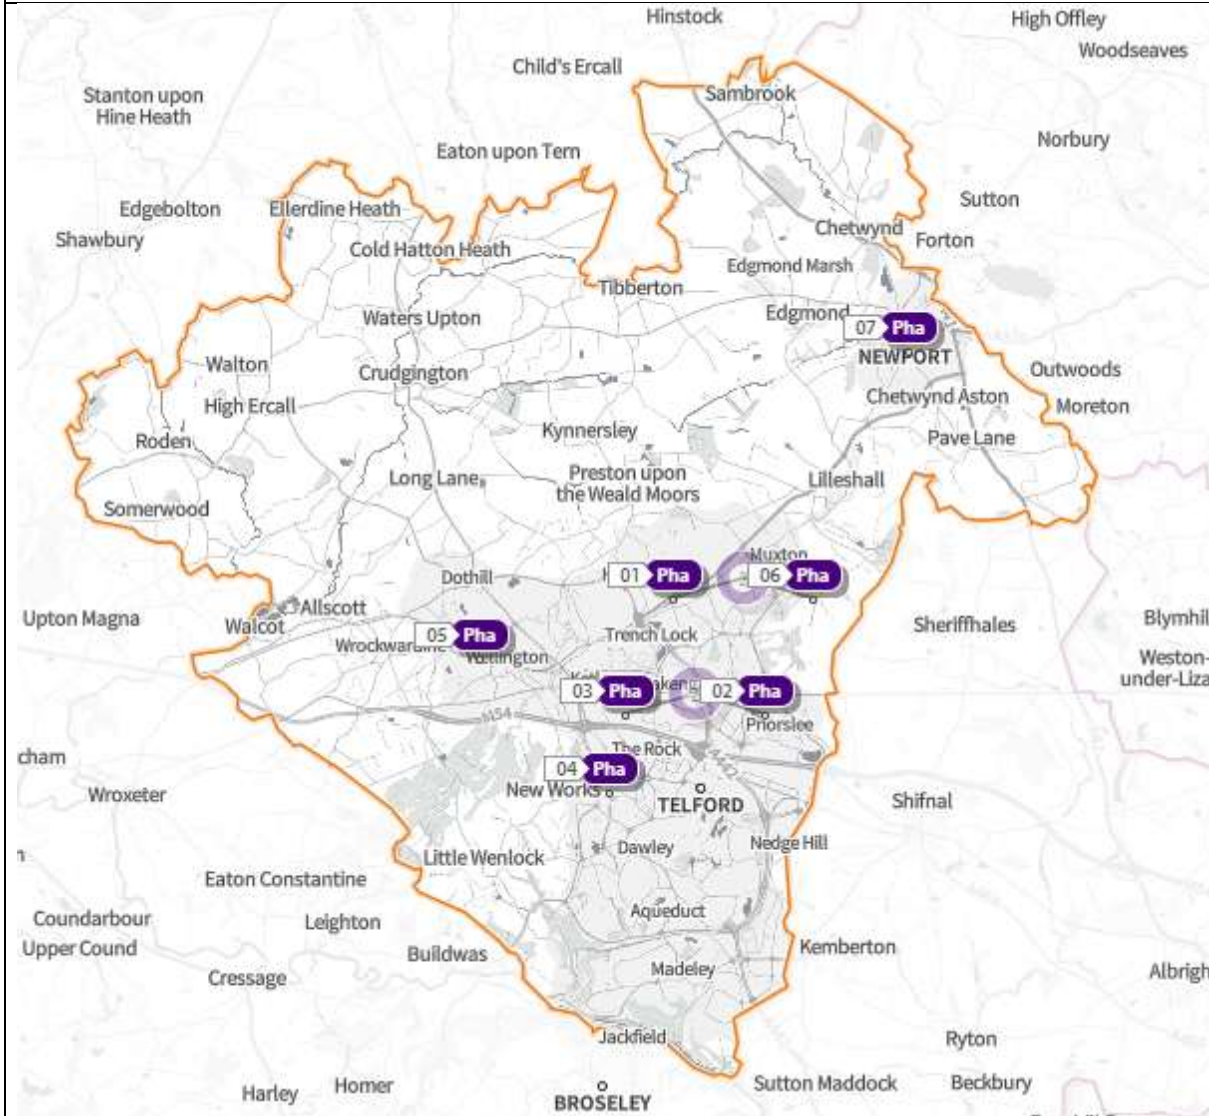 Hinstock
High Offley
Woodseaves
Child's Ercall
Stanton upon
Hine Heath
Sambrook
Norbury
Eaton upon Tern
Edgebolton
Ellerdine Heath
Sutton
Shawbury
Chetwynd
Forton
Cold Hatton Heath
Edgmond Marsh
Tibberton
Waters Upton
Edgmond
07 Pha
NEWPORT
Walton
Crudgington
Outwoods
High Ercall
Chetwynd Aston
Moreton
Kynnersley
Roden
Pave Lane
Long Lane
Preston upon
the Weald Moors
Lilleshall
Somerwood
Muxton
01 Pha
06 Pha
Dothill
Allscott
Upton Magna
Walcot
Blymhil
Sheriffhales
05 Pha
Trench Lock
Wellington
Weston-
under-Liza
03 Pha
02 Pha
M54
Priorslee
The Rock
cham
A442
04 Pha
New Works
Wroxeter
TELFORD
Shifnal
Dawley
Nedge Hill
Little Wenlock
Eaton Constantine
Coundarbour
Leighton
Aqueduct
Upper Cound
Buildwas
Kemberton
Cressage
Madeley
Albrigh
Jackfield
Ryton
Harley
Homer
Sutton Maddock
Beckbury
BROSELEY